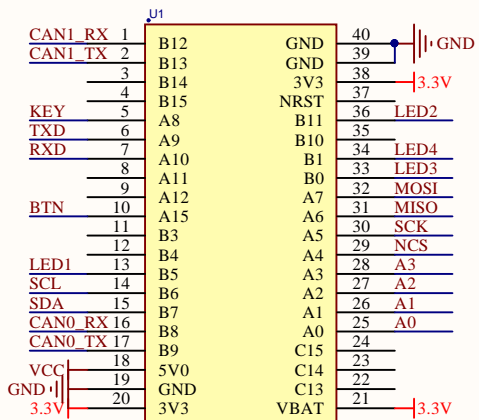 U1
CAN1_RX 1 B12 GND 40 GND
CAN1_TX 2 B13 GND 39
3 B14 3V3 38 3.3V
4 B15 NRST 37
KEY 5 A8 B11 36 LED2
TXD 6 A9 B10 35
RXD 7 A10 B1 34 LED4
8 A11 B0 33 LED3
9 A12 A7 32 MOSI
BTN 10 A15 A6 31 MISO
11 B3 A5 30 SCK
12 B4 A4 29 NCS
LED1 13 B5 A3 28 A3
SCL 14 B6 A2 27 A2
SDA 15 B7 A1 26 A1
CAN0_RX 16 B8 A0 25 A0
CAN0_TX 17 B9 C15 24
VCC 18 5V0 C14 23
GND 19 GND C13 22
3.3V 20 3V3 VBAT 21 3.3V